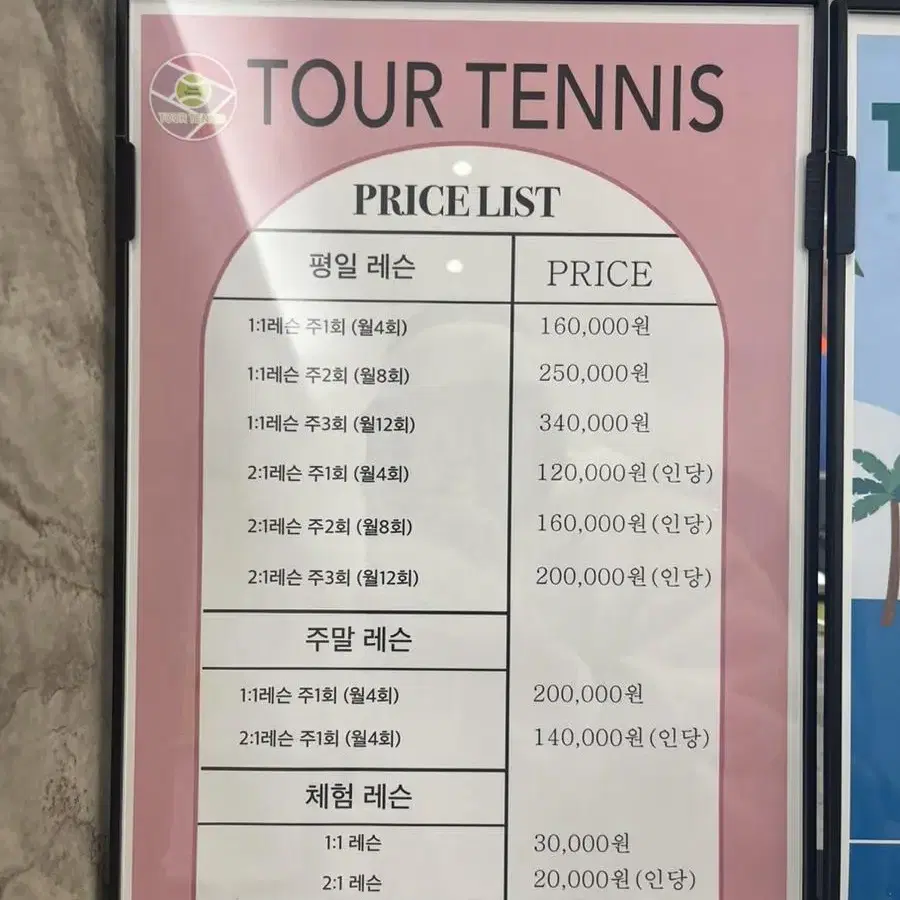 TOUR TENNIS
TOUR TENNIS
PRICE LIST
평일 레슨 PRICE
1:1레슨 주1회 (월4회) 160,000원
1:1레슨 주2회 (월8회) 250,000원
1:1레슨 주3회 (월12회) 340,000원
2:1레슨 주1회 (월4회) 120,000원(인당)
2:1레슨 주2회 (월8회) 160,000원(인당)
2:1레슨 주3회 (월12회) 200,000원(인당)
주말 레슨
1:1레슨 주1회 (월4회) 200,000원
2:1레슨 주1회 (월4회) 140,000원(인당)
체험 레슨
1:1 레슨 30,000원
2:1 레슨 20,000원(인당)